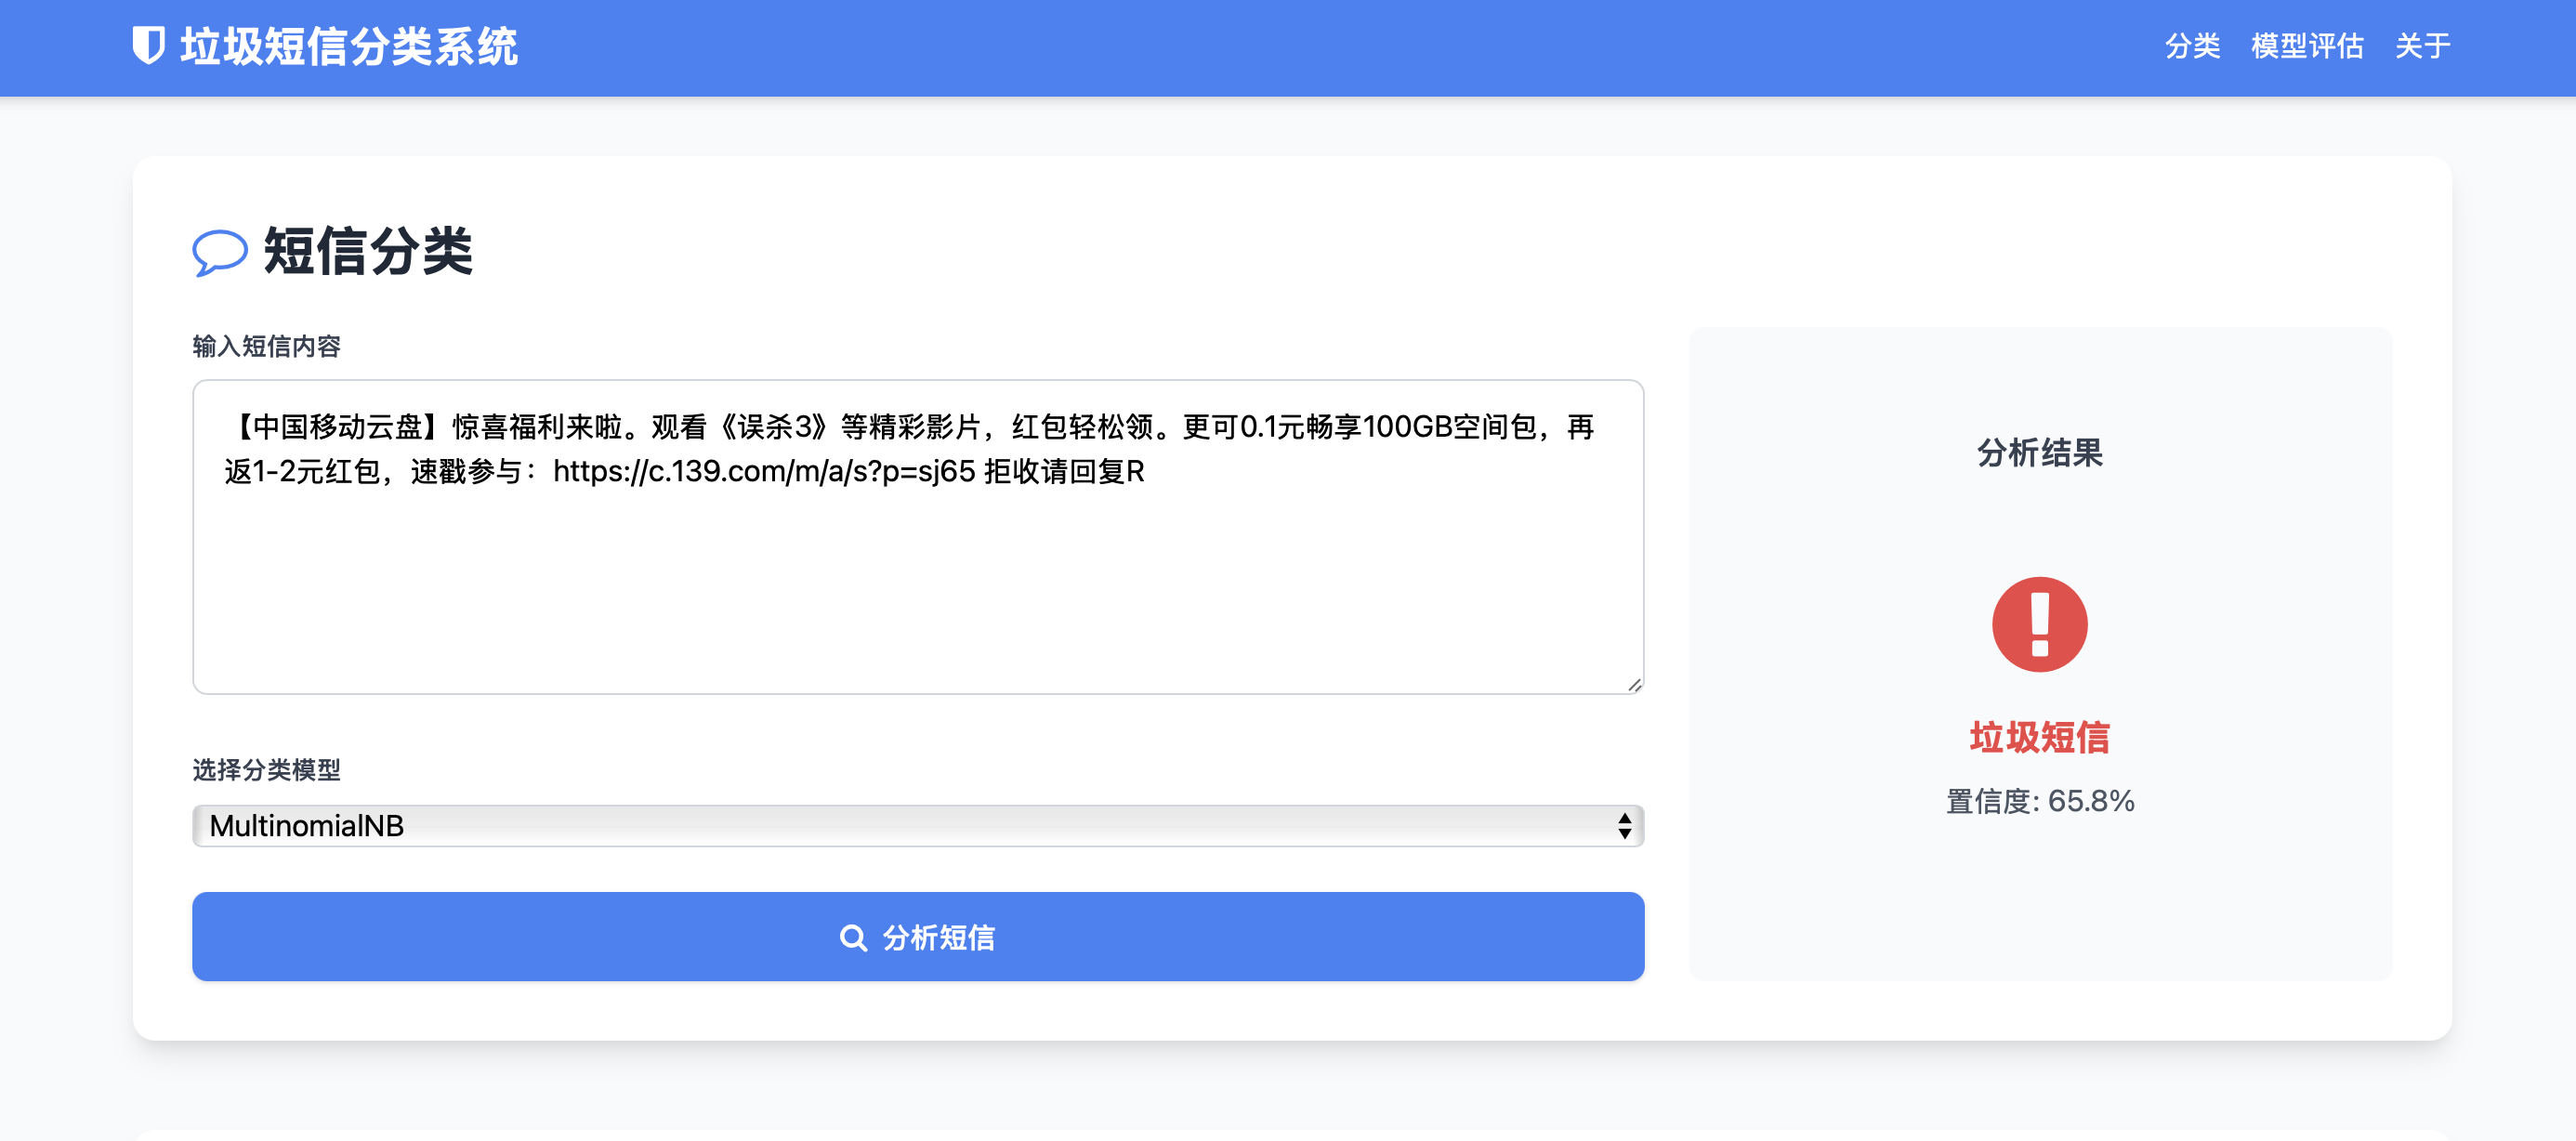 垃圾短信分类系统
分类 模型评估 关于
短信分类
输入短信内容
【中国移动云盘】惊喜福利来啦。观看《误杀3》等精彩影片，红包轻松领。更可0.1元畅享100GB空间包，再
返1-2元红包，速戳参与：https://c.139.com/m/a/s?p=sj65 拒收请回复R
选择分类模型
MultinomialNB
分析短信
分析结果
垃圾短信
置信度: 65.8%